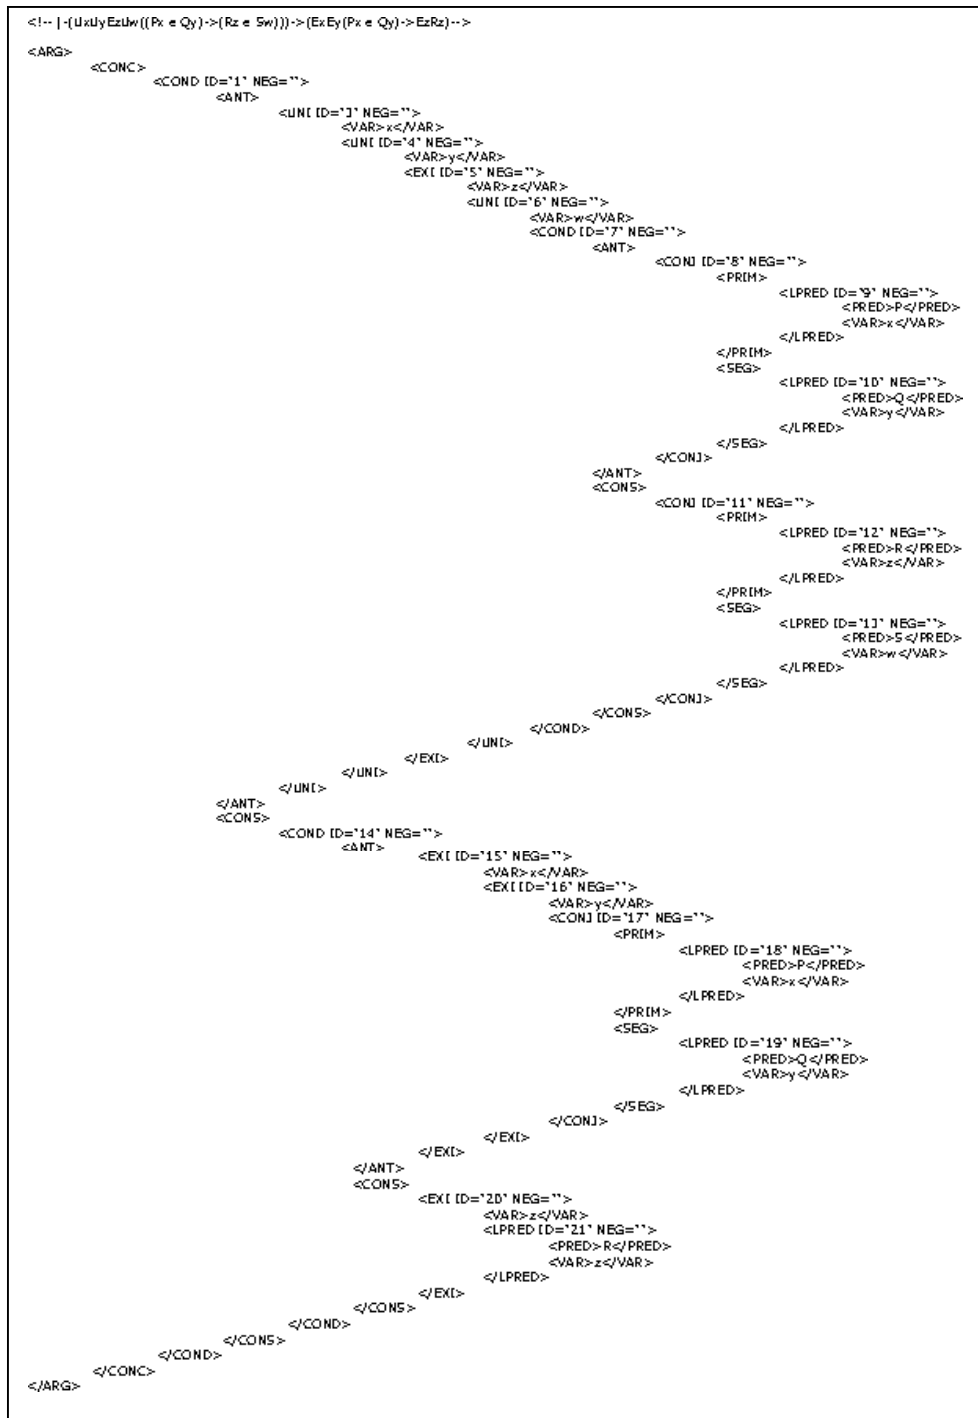 <!-- |-(UxUyEzUw((Px e Qy)->(Rz e Sw)))->(ExEy(Px e Qy)->EzRz)-->
<ARG>
<CONC>
<COND ID="1" NEG="">
<ANT>
<UNI ID="3" NEG="">
<VAR>x</VAR>
<UNI ID="4" NEG="">
<VAR>y</VAR>
<EXI ID="5" NEG="">
<VAR>z</VAR>
<UNI ID="6" NEG="">
<VAR>w</VAR>
<COND ID="7" NEG="">
<ANT>
<CONJ ID="8" NEG="">
<PRIM>
<LPRED ID="9" NEG="">
<PRED>P</PRED>
<VAR>x</VAR>
</LPRED>
</PRIM>
<SEG>
<LPRED ID="10" NEG="">
<PRED>Q</PRED>
<VAR>y</VAR>
</LPRED>
</SEG>
</CONJ>
</ANT>
<CONS>
<CONJ ID="11" NEG="">
<PRIM>
<LPRED ID="12" NEG="">
<PRED>R</PRED>
<VAR>z</VAR>
</LPRED>
</PRIM>
<SEG>
<LPRED ID="13" NEG="">
<PRED>S</PRED>
<VAR>w</VAR>
</LPRED>
</SEG>
</CONJ>
</CONS>
</COND>
</UNI>
</EXI>
</UNI>
</UNI>
</ANT>
<CONS>
<COND ID="14" NEG="">
<ANT>
<EXI ID="15" NEG="">
<VAR>x</VAR>
<EXI ID="16" NEG="">
<VAR>y</VAR>
<CONJ ID="17" NEG="">
<PRIM>
<LPRED ID="18" NEG="">
<PRED>P</PRED>
<VAR>x</VAR>
</LPRED>
</PRIM>
<SEG>
<LPRED ID="19" NEG="">
<PRED>Q</PRED>
<VAR>y</VAR>
</LPRED>
</SEG>
</CONJ>
</EXI>
</EXI>
</ANT>
<CONS>
<EXI ID="20" NEG="">
<VAR>z</VAR>
<LPRED ID="21" NEG="">
<PRED>R</PRED>
<VAR>z</VAR>
</LPRED>
</EXI>
</CONS>
</COND>
</CONS>
</COND>
</CONC>
</ARG>